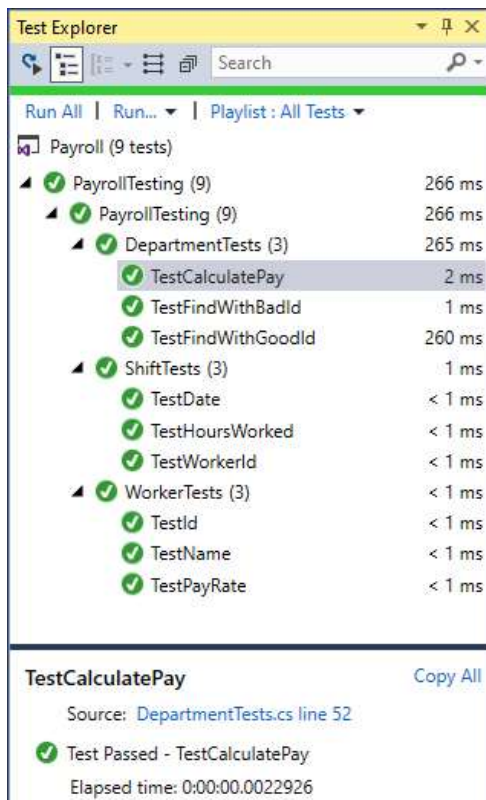 Test Explorer
Search
Run All | Run... | Playlist : All Tests
Payroll (9 tests)
PayrollTesting (9) 266 ms
PayrollTesting (9) 266 ms
DepartmentTests (3) 265 ms
TestCalculatePay 2 ms
TestFindWithBadId 1 ms
TestFindWithGoodId 260 ms
ShiftTests (3) 1 ms
TestDate < 1 ms
TestHoursWorked < 1 ms
TestWorkerId < 1 ms
WorkerTests (3) < 1 ms
TestId < 1 ms
TestName < 1 ms
TestPayRate < 1 ms
TestCalculatePay Copy All
Source: DepartmentTests.cs line 52
Test Passed - TestCalculatePay
Elapsed time: 0:00:00.0022926